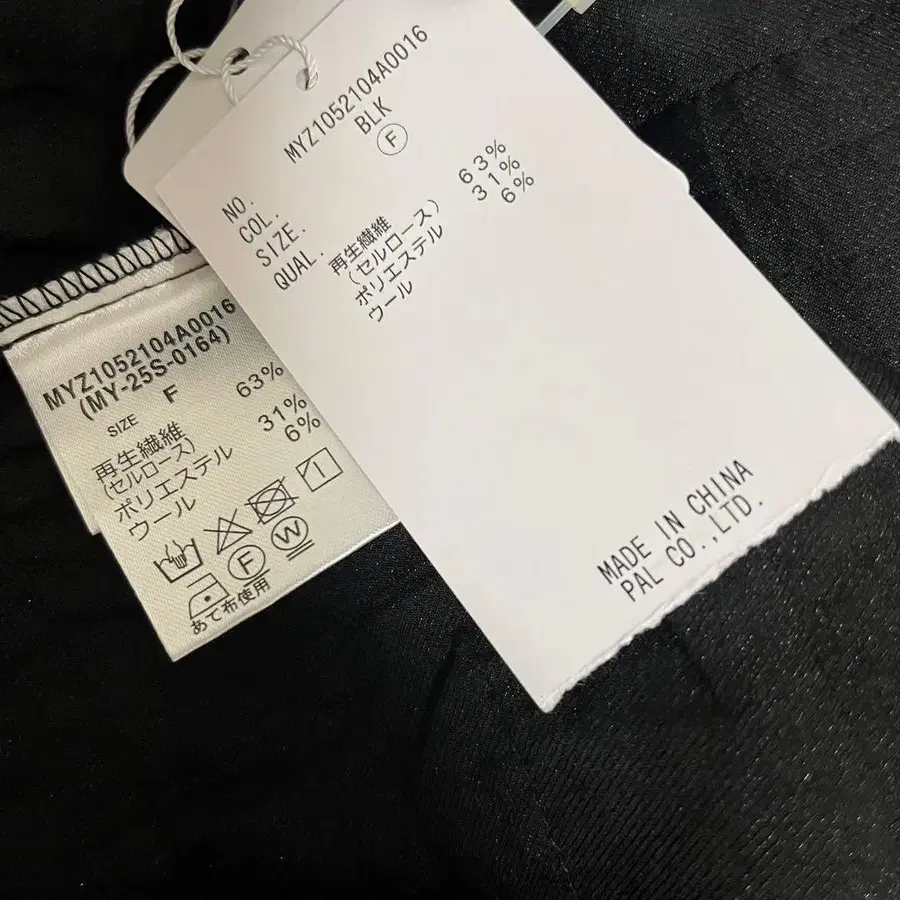 NO. MYZ1052104A0016
COL. BLK
SIZE. F
QUAL. 再生繊維 63%
(セルロース)
ポリエステル 31%
ウール 6%
MADE IN CHINA
PAL CO.,LTD.
MYZ1052104A0016
(MY-25S-0164)
SIZE F
再生繊維 63%
(セルロース)
ポリエステル 31%
ウール 6%
F W
あて布使用